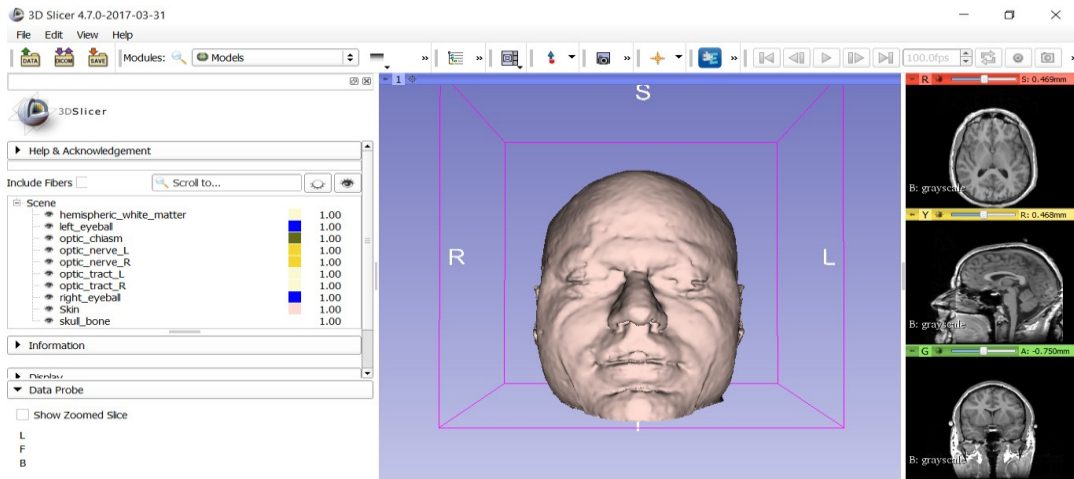 3D Slicer 4.7.0-2017-03-31
File Edit View Help
DATA DCOM SAVE Modules: Models » » » » » 100.0fps »
1
3DSlicer
Help & Acknowledgement
Include Fibers Scroll to...
Scene
hemispheric_white_matter 1.00
left_eyeball 1.00
optic_chiasm 1.00
optic_nerve_L 1.00
optic_nerve_R 1.00
optic_tract_L 1.00
optic_tract_R 1.00
right_eyeball 1.00
Skin 1.00
skull_bone 1.00
Information
Display
Data Probe
Show Zoomed Slice
L
F
B
S
R
L
I
R S: 0.469mm
B: grayscale
Y R: 0.468mm
B: grayscale
G A: -0.750mm
B: grayscale